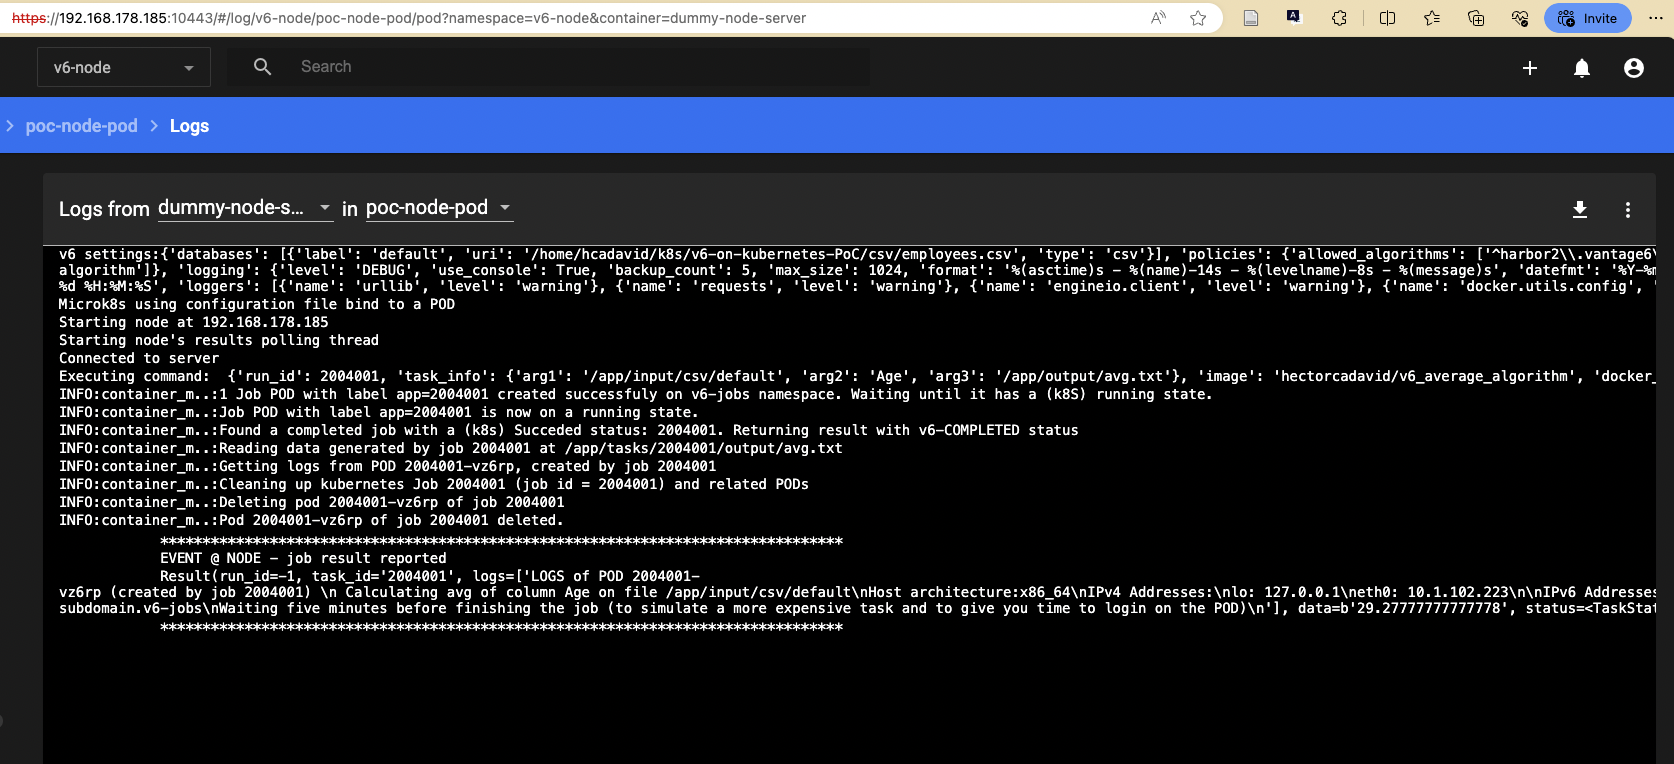 https://192.168.178.185:10443/#/log/v6-node/poc-node-pod/pod?namespace=v6-node&container=dummy-node-server
Invite
v6-node
Search
poc-node-pod
Logs
Logs from dummy-node-s... in poc-node-pod
v6 settings:{'databases': [{'label': 'default', 'uri': '/home/hcadavid/k8s/v6-on-kubernetes-PoC/csv/employees.csv', 'type': 'csv'}], 'policies': {'allowed_algorithms': ['^harbor2\\.vantage6\
algorithm']}, 'logging': {'level': 'DEBUG', 'use_console': True, 'backup_count': 5, 'max_size': 1024, 'format': '%(asctime)s - %(name)-14s - %(levelname)-8s - %(message)s', 'datefmt': '%Y-%m
%d %H:%M:%S', 'loggers': [{'name': 'urllib', 'level': 'warning'}, {'name': 'requests', 'level': 'warning'}, {'name': 'engineio.client', 'level': 'warning'}, {'name': 'docker.utils.config', '
Microk8s using configuration file bind to a POD
Starting node at 192.168.178.185
Starting node's results polling thread
Connected to server
Executing command:  {'run_id': 2004001, 'task_info': {'arg1': '/app/input/csv/default', 'arg2': 'Age', 'arg3': '/app/output/avg.txt'}, 'image': 'hectorcadavid/v6_average_algorithm', 'docker_
INFO:container_m..:1 Job POD with label app=2004001 created successfuly on v6-jobs namespace. Waiting until it has a (k8S) running state.
INFO:container_m..:Job POD with label app=2004001 is now on a running state.
INFO:container_m..:Found a completed job with a (k8s) Succeded status: 2004001. Returning result with v6-COMPLETED status
INFO:container_m..:Reading data generated by job 2004001 at /app/tasks/2004001/output/avg.txt
INFO:container_m..:Getting logs from POD 2004001-vz6rp, created by job 2004001
INFO:container_m..:Cleaning up kubernetes Job 2004001 (job id = 2004001) and related PODs
INFO:container_m..:Deleting pod 2004001-vz6rp of job 2004001
INFO:container_m..:Pod 2004001-vz6rp of job 2004001 deleted.
*********************************************************************************
EVENT @ NODE - job result reported
Result(run_id=-1, task_id='2004001', logs=['LOGS of POD 2004001-
vz6rp (created by job 2004001) \n Calculating avg of column Age on file /app/input/csv/default\nHost architecture:x86_64\nIPv4 Addresses:\nlo: 127.0.0.1\neth0: 10.1.102.223\n\nIPv6 Addresses
subdomain.v6-jobs\nWaiting five minutes before finishing the job (to simulate a more expensive task and to give you time to login on the POD)\n'], data=b'29.27777777777778', status=<TaskStat
*********************************************************************************